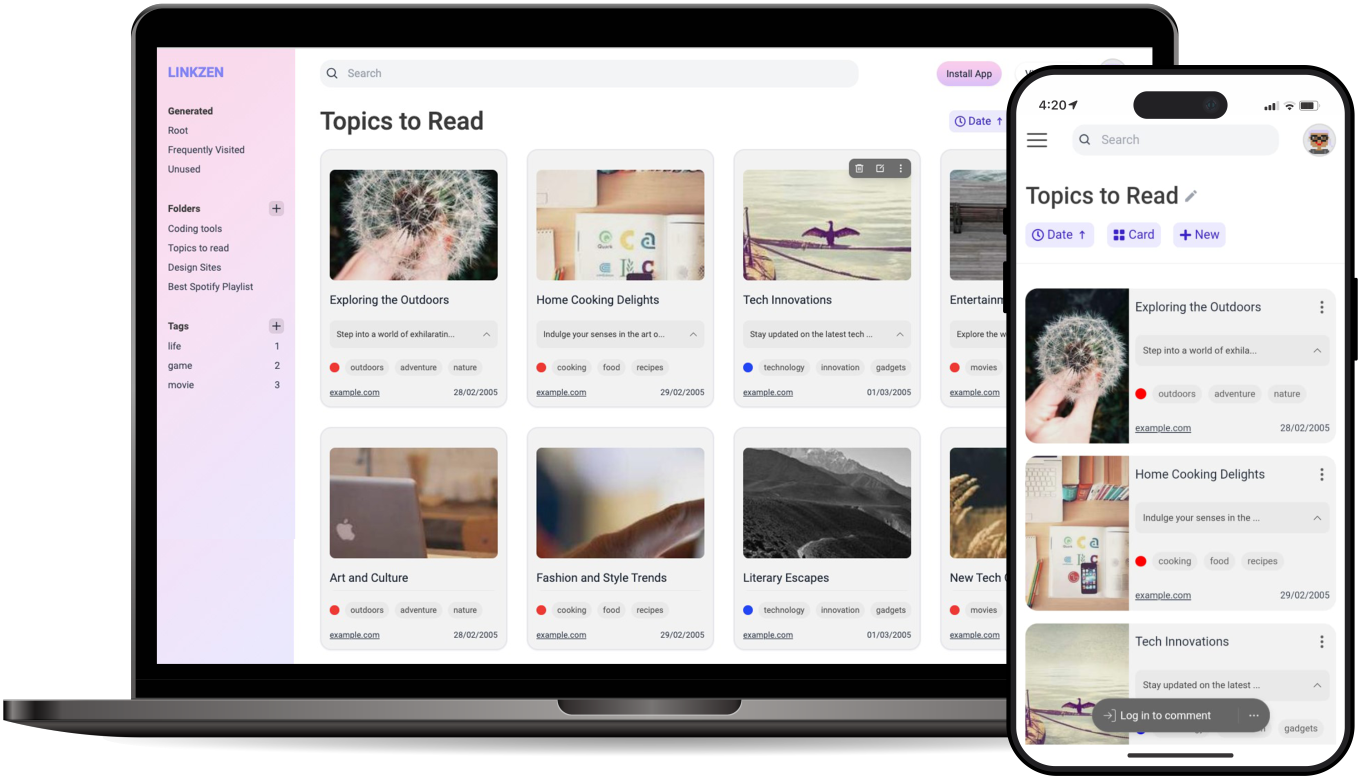 LINKZEN
Generated
Root
Frequently Visited
Unused
Folders +
Coding tools
Topics to read
Design Sites
Best Spotify Playlist
Tags +
life 1
game 2
movie 3
Search
Install App
Topics to Read
Date ↑
Exploring the Outdoors
Step into a world of exhilaratin...
outdoors adventure nature
example.com 28/02/2005
Home Cooking Delights
Indulge your senses in the art o...
cooking food recipes
example.com 29/02/2005
Tech Innovations
Stay updated on the latest tech ...
technology innovation gadgets
example.com 01/03/2005
Entertainm
Explore the w
movies
example.com
Art and Culture
outdoors adventure nature
example.com 28/02/2005
Fashion and Style Trends
cooking food recipes
example.com 29/02/2005
Literary Escapes
technology innovation gadgets
example.com 01/03/2005
New Tech
movies
example.com
4:20
Search
Topics to Read
Date ↑ Card + New
Exploring the Outdoors
Step into a world of exhila...
outdoors adventure nature
example.com 28/02/2005
Home Cooking Delights
Indulge your senses in the ...
cooking food recipes
example.com 29/02/2005
Tech Innovations
Stay updated on the latest ...
Log in to comment ...
gadgets